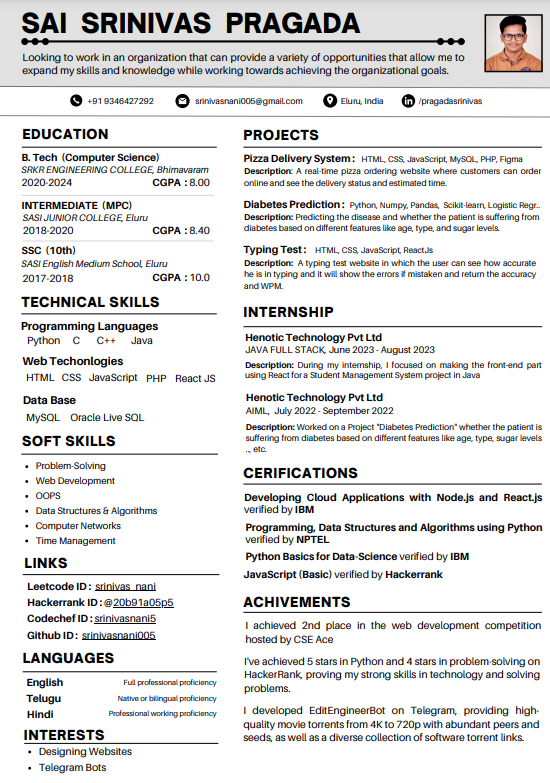 SAI SRINIVAS PRAGADA
Looking to work in an organization that can provide a variety of opportunities that allow me to
expand my skills and knowledge while working towards achieving the organizational goals.
+91 9346427292
srinivasnani005@gmail.com
Eluru, India
/pragadasrinivas
EDUCATION
B. Tech (Computer Science)
SRKR ENGINEERING COLLEGE, Bhimavaram
2020-2024 CGPA : 8.00
INTERMEDIATE (MPC)
SASI JUNIOR COLLEGE, Eluru
2018-2020 CGPA : 8.40
SSC (10th)
SASI English Medium School, Eluru
2017-2018 CGPA : 10.0
TECHNICAL SKILLS
Programming Languages
Python C C++ Java
Web Techonlogies
HTML CSS JavaScript PHP React JS
Data Base
MySQL Oracle Live SQL
SOFT SKILLS
• Problem-Solving
• Web Development
• OOPS
• Data Structures & Algorithms
• Computer Networks
• Time Management
LINKS
Leetcode ID : srinivas_nani
Hackerrank ID : @20b91a05p5
Codechef ID : srinivasnani5
Github ID : srinivasnani005
LANGUAGES
English Full professional proficiency
Telugu Native or bilingual proficiency
Hindi Professional working proficiency
INTERESTS
• Designing Websites
• Telegram Bots
PROJECTS
Pizza Delivery System : HTML, CSS, JavaScript, MySQL, PHP, Figma
Description: A real-time pizza ordering website where customers can order
online and see the delivery status and estimated time.
Diabetes Prediction : Python, Numpy, Pandas, Scikit-learn, Logistic Regr..
Description: Predicting the disease and whether the patient is suffering from
diabetes based on different features like age, type, and sugar levels.
Typing Test : HTML, CSS, JavaScript, ReactJs
Description: A typing test website in which the user can see how accurate
he is in typing and it will show the errors if mistaken and return the accuracy
and WPM.
INTERNSHIP
Henotic Technology Pvt Ltd
JAVA FULL STACK, June 2023 - August 2023
Description: During my internship, I focused on making the front-end part
using React for a Student Management System project in Java
Henotic Technology Pvt Ltd
AIML, July 2022 - September 2022
Description: Worked on a Project "Diabetes Prediction" whether the patient is
suffering from diabetes based on different features like age, type, sugar levels
.., etc.
CERIFICATIONS
Developing Cloud Applications with Node.js and React.js
verified by IBM
Programming, Data Structures and Algorithms using Python
verified by NPTEL
Python Basics for Data-Science verified by IBM
JavaScript (Basic) verified by Hackerrank
ACHIVEMENTS
I achieved 2nd place in the web development competition
hosted by CSE Ace
I've achieved 5 stars in Python and 4 stars in problem-solving on
HackerRank, proving my strong skills in technology and solving
problems.
I developed EditEngineerBot on Telegram, providing high-
quality movie torrents from 4K to 720p with abundant peers and
seeds, as well as a diverse collection of software torrent links.